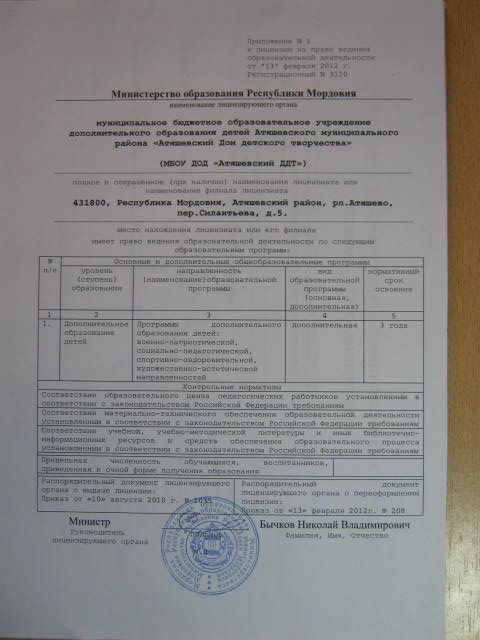 Приложение N 1
к лицензии на право ведения
образовательной деятельности
от "13" февраля 2012 г.
Регистрационный N 3110
Министерство образования Республики Мордовия
наименование лицензирующего органа
муниципальное бюджетное образовательное учреждение
дополнительного образования детей Атяшевского муниципального
района «Атяшевский Дом детского творчества»
(МБОУ ДОД «Атяшевский ДДТ»)
полное и сокращенное (при наличии) наименования лицензиата или
наименование филиала лицензиата
431800, Республика Мордовия, Атяшевский район, рп.Атяшево,
пер.Силантьева, д.5.
место нахождения лицензиата или его филиала
имеет право ведения образовательной деятельности по следующим
образовательным программам:
№ п/п
Основные и дополнительные общеобразовательные программы
уровень (ступень) образования
направленность (наименование)образовательной программы
вид образовательной программы (основная, дополнительная)
нормативный срок освоения
1 2 3 4 5
1. Дополнительное образование детей
Программы дополнительного образования детей:
военно-патриотической,
социально-педагогической,
спортивно-оздоровительной,
художественно-эстетической
направленностей
дополнительная
3 года
Контрольные нормативы
Соответствие образовательного ценза педагогических работников установленным в
соответствии с законодательством Российской Федерации требованиям
Соответствие материально-технического обеспечения образовательной деятельности
установленным в соответствии с законодательством Российской Федерации требованиям
Соответствие учебной, учебно-методической литературы и иных библиотечно-
информационных ресурсов и средств обеспечения образовательного процесса
установленным в соответствии с законодательством Российской Федерации требованиям
Предельная численность обучающихся, воспитанников,
приведенная к очной форме получения образования
Распорядительный документ лицензирующего
органа о выдаче лицензии:
Приказ от «10» августа 2010 г. № 1035
Распорядительный документ
лицензирующего органа о переоформлении
лицензии:
Приказ от «13» февраля 2012г. № 208
Министр
Руководитель
лицензирующего органа
подпись
Бычков Николай Владимирович
Фамилия, Имя, Отчество